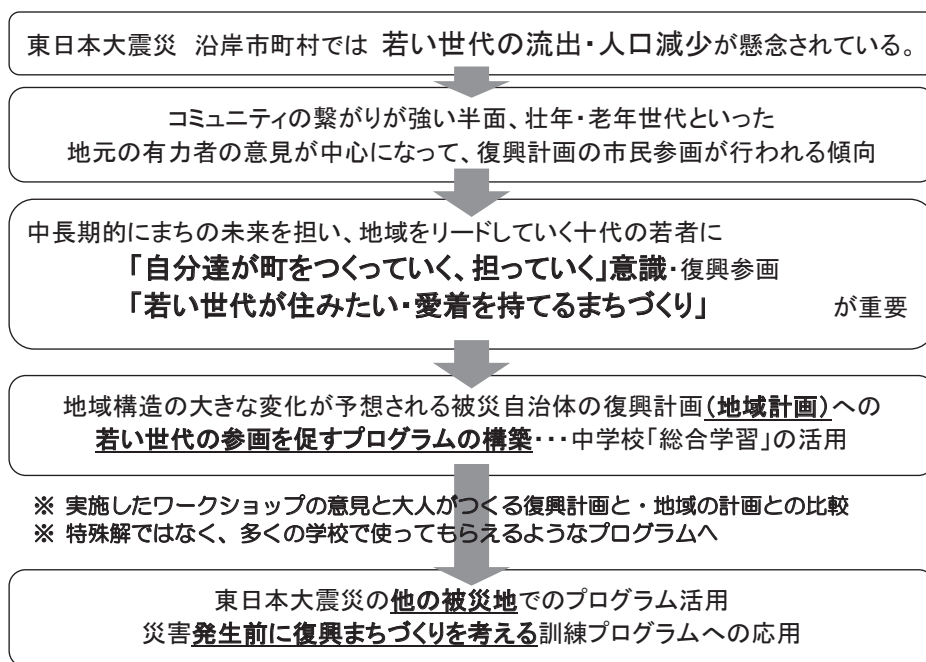 東日本大震災 沿岸市町村では 若い世代の流出・人口減少が懸念されている。
コミュニティの繋がりが強い半面、壮年・老年世代といった
地元の有力者の意見が中心になって、復興計画の市民参画が行われる傾向
中長期的にまちの未来を担い、地域をリードしていく十代の若者に
「自分達が町をつくっていく、担っていく」意識・復興参画
「若い世代が住みたい・愛着を持てるまちづくり」 が重要
地域構造の大きな変化が予想される被災自治体の復興計画(地域計画)への
若い世代の参画を促すプログラムの構築・・・中学校「総合学習」の活用
※ 実施したワークショップの意見と大人がつくる復興計画と・地域の計画との比較
※ 特殊解ではなく、多くの学校で使ってもらえるようなプログラムへ
東日本大震災の他の被災地でのプログラム活用
災害発生前に復興まちづくりを考える訓練プログラムへの応用